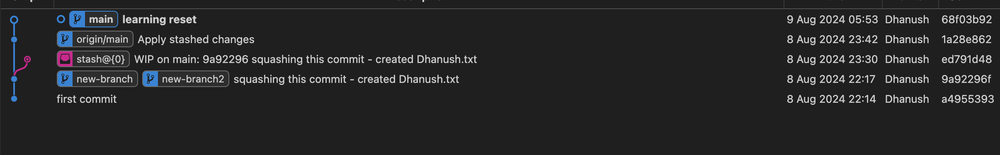 main learning reset 9 Aug 2024 05:53 Dhanush 68f03b92
origin/main Apply stashed changes 8 Aug 2024 23:42 Dhanush 1a28e862
stash@{0} WIP on main: 9a92296 squashing this commit - created Dhanush.txt 8 Aug 2024 23:30 Dhanush ed791d48
new-branch new-branch2 squashing this commit - created Dhanush.txt 8 Aug 2024 22:17 Dhanush 9a92296f
first commit 8 Aug 2024 22:14 Dhanush a4955393